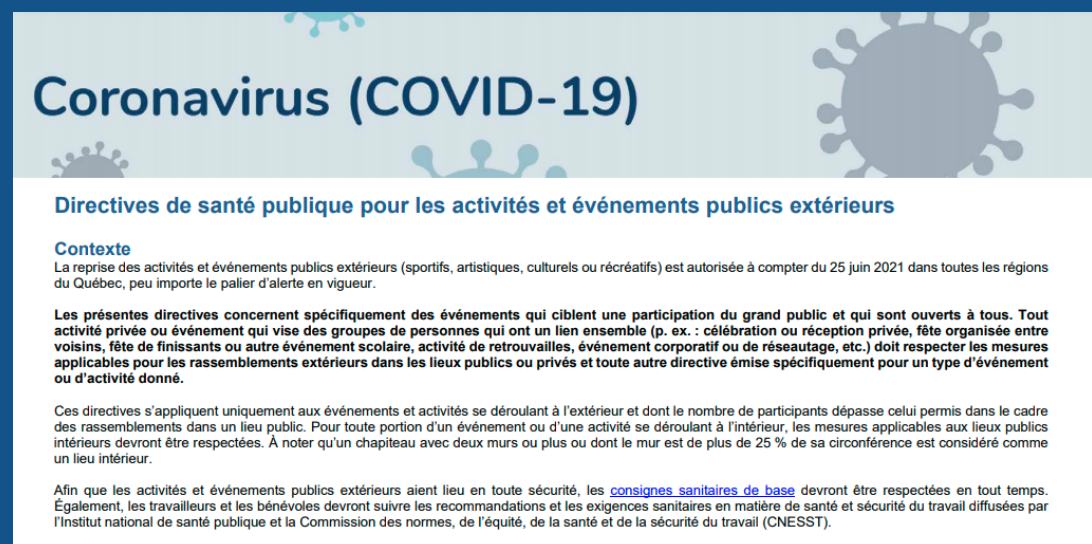 Coronavirus (COVID-19)
Directives de santé publique pour les activités et événements publics extérieurs
Contexte
La reprise des activités et événements publics extérieurs (sportifs, artistiques, culturels ou récréatifs) est autorisée à compter du 25 juin 2021 dans toutes les régions
du Québec, peu importe le palier d'alerte en vigueur.
Les présentes directives concernent spécifiquement des événements qui ciblent une participation du grand public et qui sont ouverts à tous. Tout
activité privée ou événement qui vise des groupes de personnes qui ont un lien ensemble (p. ex. : célébration ou réception privée, fête organisée entre
voisins, fête de finissants ou autre événement scolaire, activité de retrouvailles, événement corporatif ou de réseautage, etc.) doit respecter les mesures
applicables pour les rassemblements extérieurs dans les lieux publics ou privés et toute autre directive émise spécifiquement pour un type d'événement
ou d'activité donné.
Ces directives s'appliquent uniquement aux événements et activités se déroulant à l'extérieur et dont le nombre de participants dépasse celui permis dans le cadre
des rassemblements dans un lieu public. Pour toute portion d'un événement ou d'une activité se déroulant à l'intérieur, les mesures applicables aux lieux publics
intérieurs devront être respectées. À noter qu'un chapiteau avec deux murs ou plus ou dont le mur est de plus de 25 % de sa circonférence est considéré comme
un lieu intérieur.
Afin que les activités et événements publics extérieurs aient lieu en toute sécurité, les consignes sanitaires de base devront être respectées en tout temps.
Également, les travailleurs et les bénévoles devront suivre les recommandations et les exigences sanitaires en matière de santé et sécurité du travail diffusées par
l'Institut national de santé publique et la Commission des normes, de l'équité, de la santé et de la sécurité du travail (CNESST).